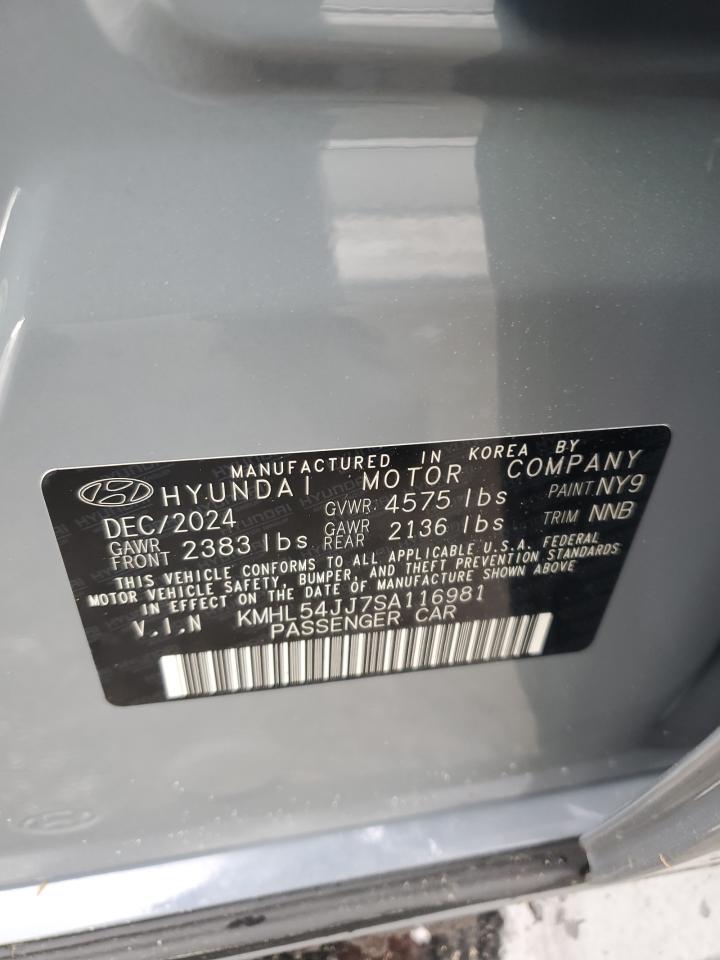 MANUFACTURED IN KOREA BY
HYUNDAI MOTOR COMPANY
DEC/2024 GVWR: 4575 lbs PAINT NY9
GAWR FRONT 2383 lbs GAWR REAR 2136 lbs TRIM NNB
THIS VEHICLE CONFORMS TO ALL APPLICABLE U.S.A. FEDERAL
MOTOR VEHICLE SAFETY, BUMPER, AND THEFT PREVENTION STANDARDS
IN EFFECT ON THE DATE OF MANUFACTURE SHOWN ABOVE
V.I.N KMHL54JJ7SA116981
PASSENGER CAR